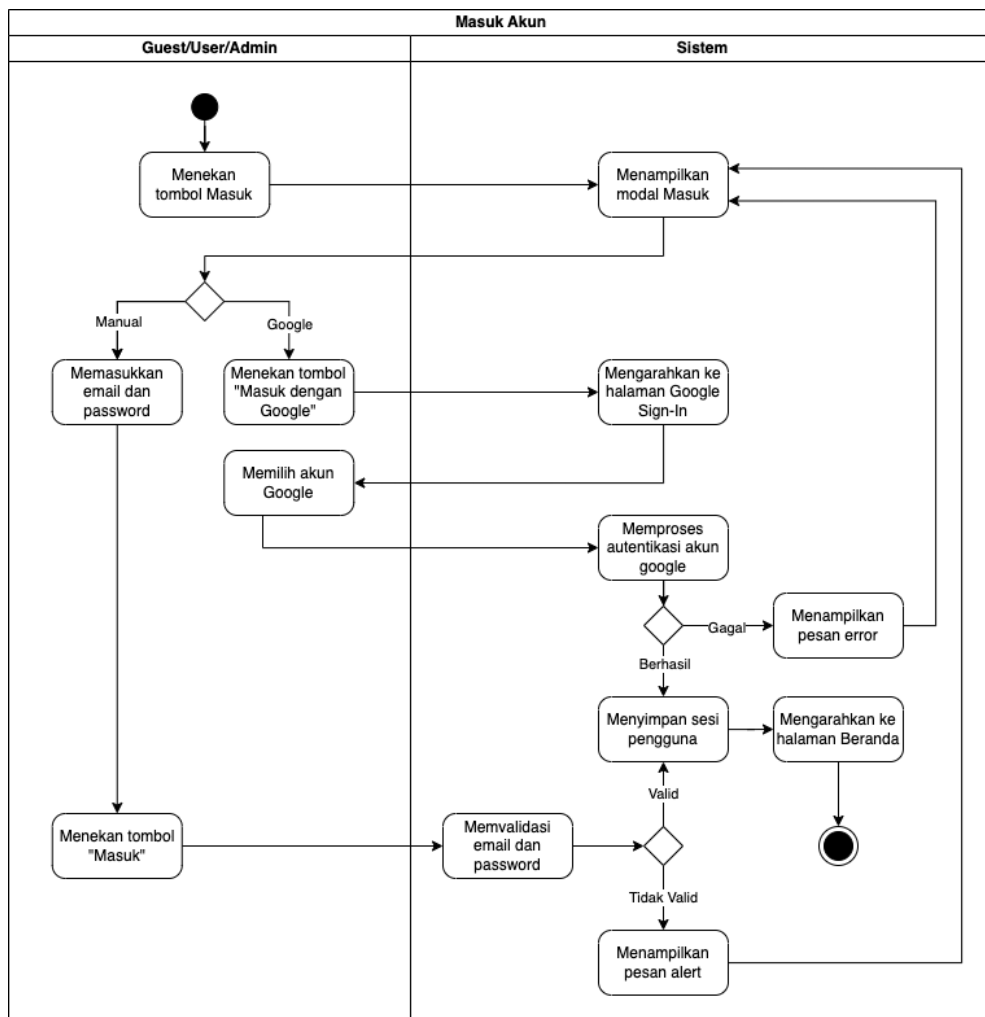 Masuk Akun
Guest/User/Admin
Sistem
Menekan
tombol Masuk
Menampilkan
modal Masuk
Manual
Google
Memasukkan
email dan
password
Menekan tombol
"Masuk dengan
Google"
Mengarahkan ke
halaman Google
Sign-In
Memilih akun
Google
Memproses
autentikasi akun
google
Gagal
Menampilkan
pesan error
Berhasil
Menyimpan sesi
pengguna
Mengarahkan ke
halaman Beranda
Valid
Menekan tombol
"Masuk"
Memvalidasi
email dan
password
Tidak Valid
Menampilkan
pesan alert